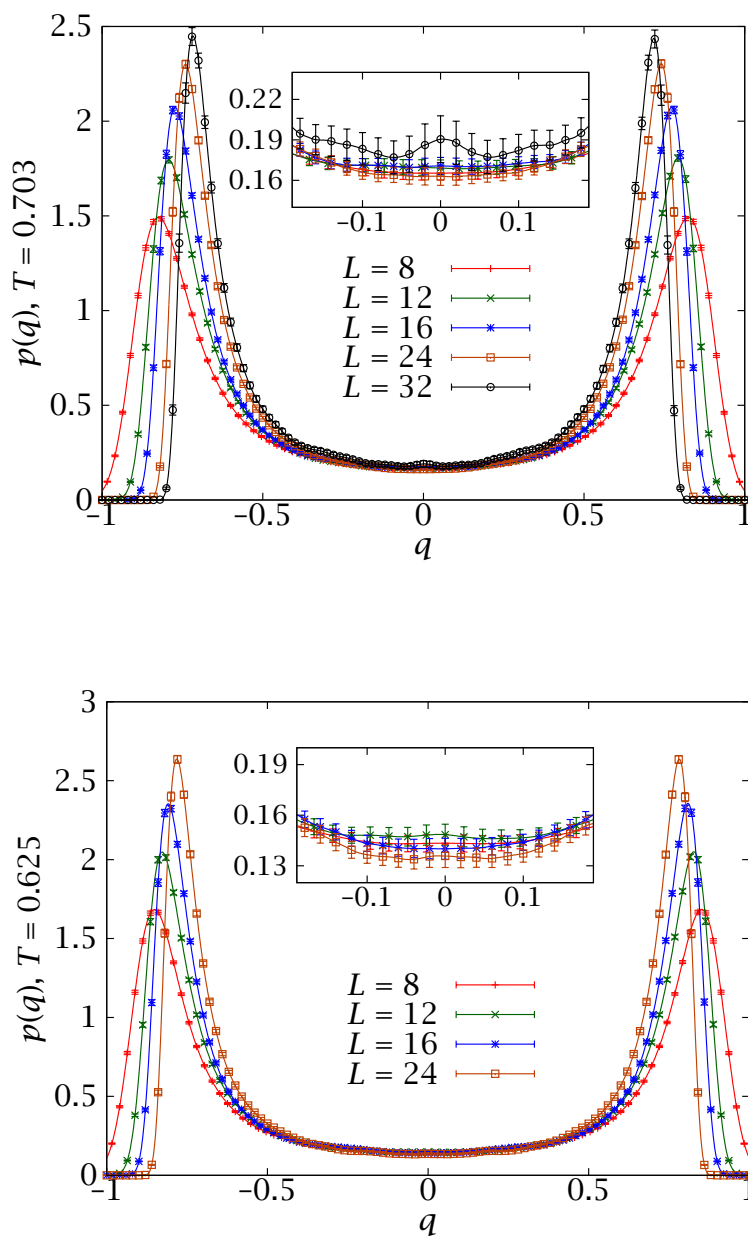 2.5
2
1.5
1
0.5
0
p(q), T = 0.703
0.22
0.19
0.16
−0.1 0 0.1
L = 8
L = 12
L = 16
L = 24
L = 32
−1 −0.5 0 0.5 1
q
3
2.5
2
1.5
1
0.5
0
p(q), T = 0.625
0.19
0.16
0.13
−0.1 0 0.1
L = 8
L = 12
L = 16
L = 24
−1 −0.5 0 0.5 1
q